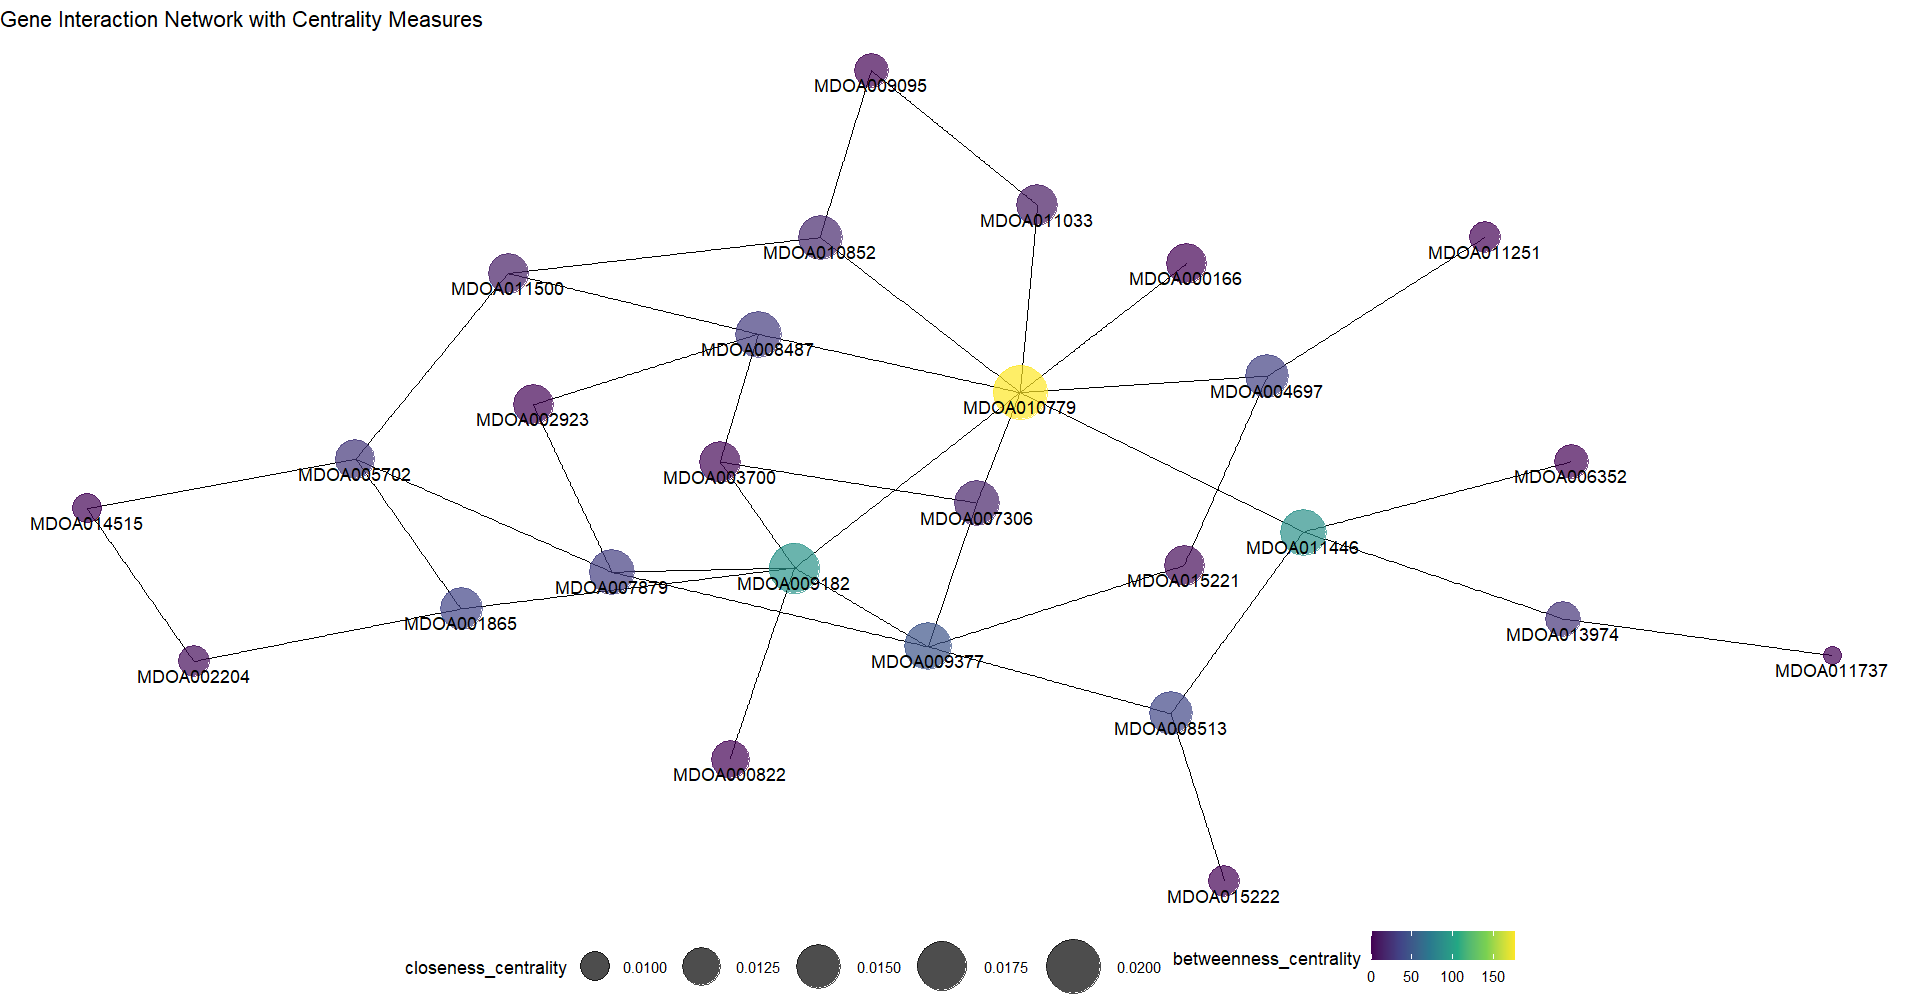 Gene Interaction Network with Centrality Measures
MDOA009095
MDOA011033
MDOA010852
MDOA011251
MDOA000166
MDOA011500
MDOA008487
MDOA004697
MDOA010779
MDOA002923
MDOA005702
MDOA003700
MDOA006352
MDOA007306
MDOA014515
MDOA011446
MDOA015221
MDOA009182
MDOA007879
MDOA001865
MDOA013974
MDOA009377
MDOA011737
MDOA002204
MDOA008513
MDOA000822
MDOA015222
closeness_centrality 0.0100 0.0125 0.0150 0.0175 0.0200
betweenness_centrality
0 50 100 150